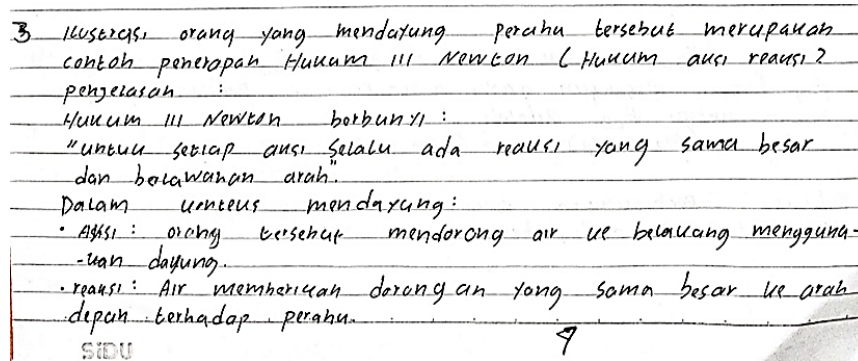 3 Ilustrasi orang yang mendayung perahu tersebut merupakan
contoh penerapan Hukum III Newton (Hukum aksi reaksi)
penjelasan :
Hukum III Newton berbunyi :
"untuk setiap aksi selalu ada reaksi yang sama besar
dan berlawanan arah".
Dalam konteks mendayung :
• Aksi : orang tersebut mendorong air ke belakang mengguna-
-kan dayung.
• reaksi : Air memberikan dorongan yang sama besar ke arah
depan terhadap perahu.
SIDU